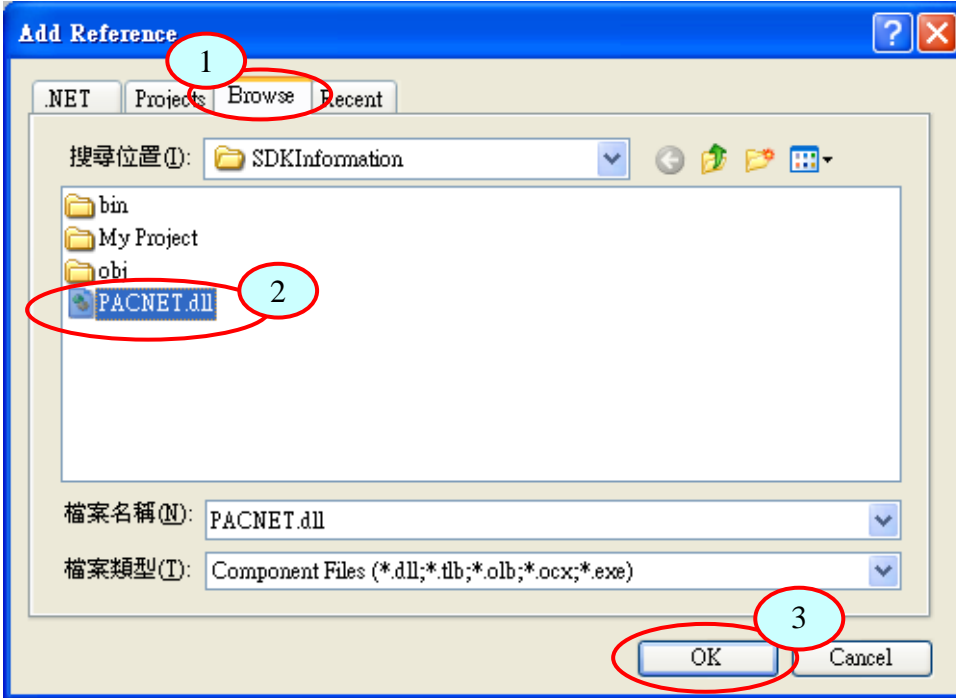 Add Reference
1
.NET Projects Browse Recent
搜尋位置(I): SDKInformation
bin
My Project
obj
PACNET.dll
2
檔案名稱(N): PACNET.dll
檔案類型(T): Component Files (*.dll;*.tlb;*.olb;*.ocx;*.exe)
3
OK Cancel